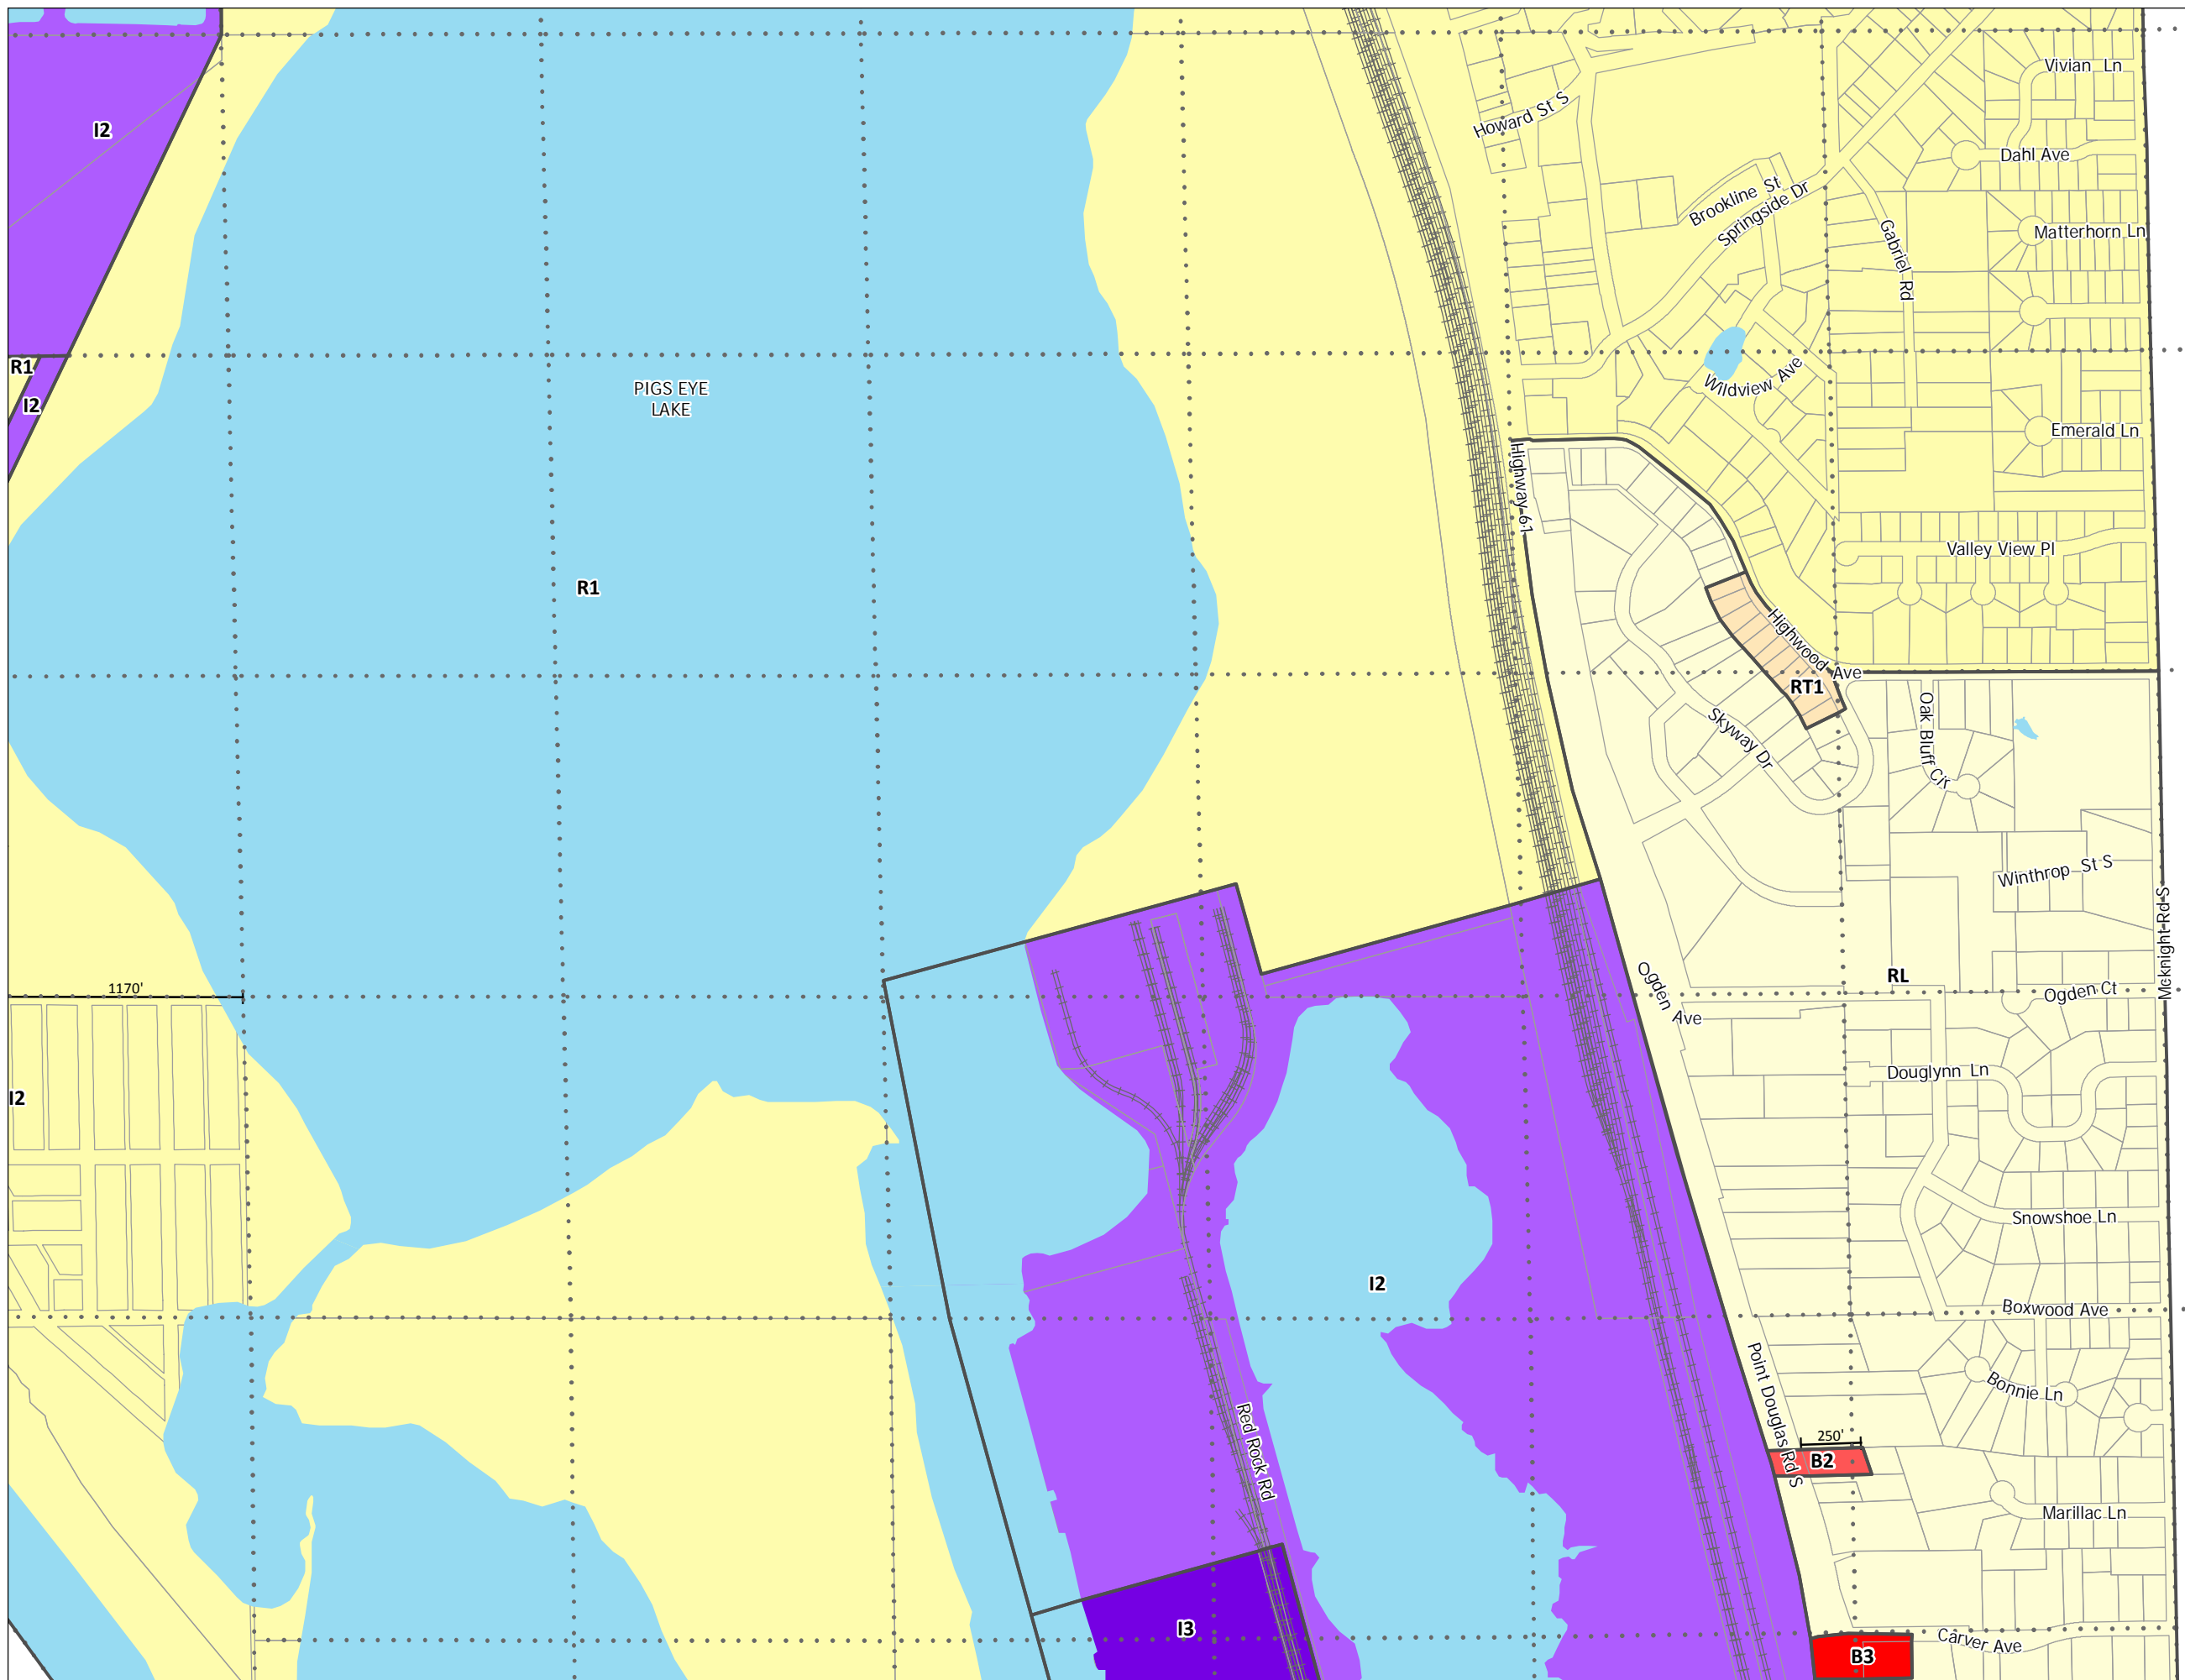 Vivian Ln
I2
Howard St S
Dahl Ave
Brookline St
Springside Dr
Gabriel Rd
Matterhorn Ln
R1
I2
PIGS EYE
LAKE
Wildview Ave
Emerald Ln
Highway 61
Valley View Pl
R1
Highwood Ave
RT1
Skyway Dr
Oak Bluff Cir
Winthrop St S
Mcknight Rd S
1170'
Ogden Ave
RL
Ogden Ct
I2
Douglynn Ln
Snowshoe Ln
I2
Boxwood Ave
Point Douglas Rd S
Bonnie Ln
Red Rock Rd
250'
B2
Marillac Ln
I3
Carver Ave
B3